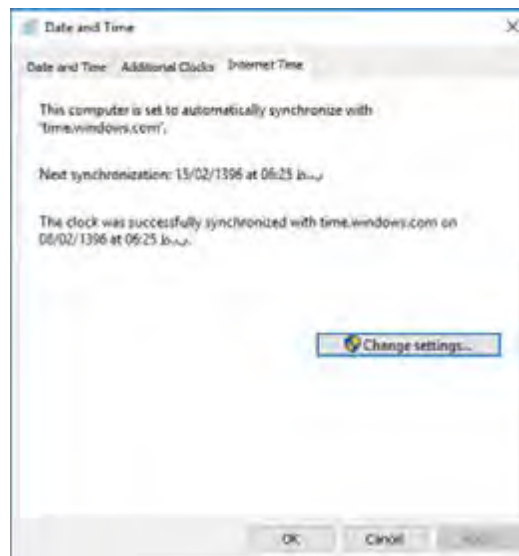 Date and Time
Date and Time Additional Clocks Internet Time
This computer is set to automatically synchronize with
'time.windows.com'.
Next synchronization: 15/02/1396 at 06:25 ب.ظ
The clock was successfully synchronized with time.windows.com on
08/02/1396 at 06:25 ب.ظ.
Change settings...
OK Cancel Apply